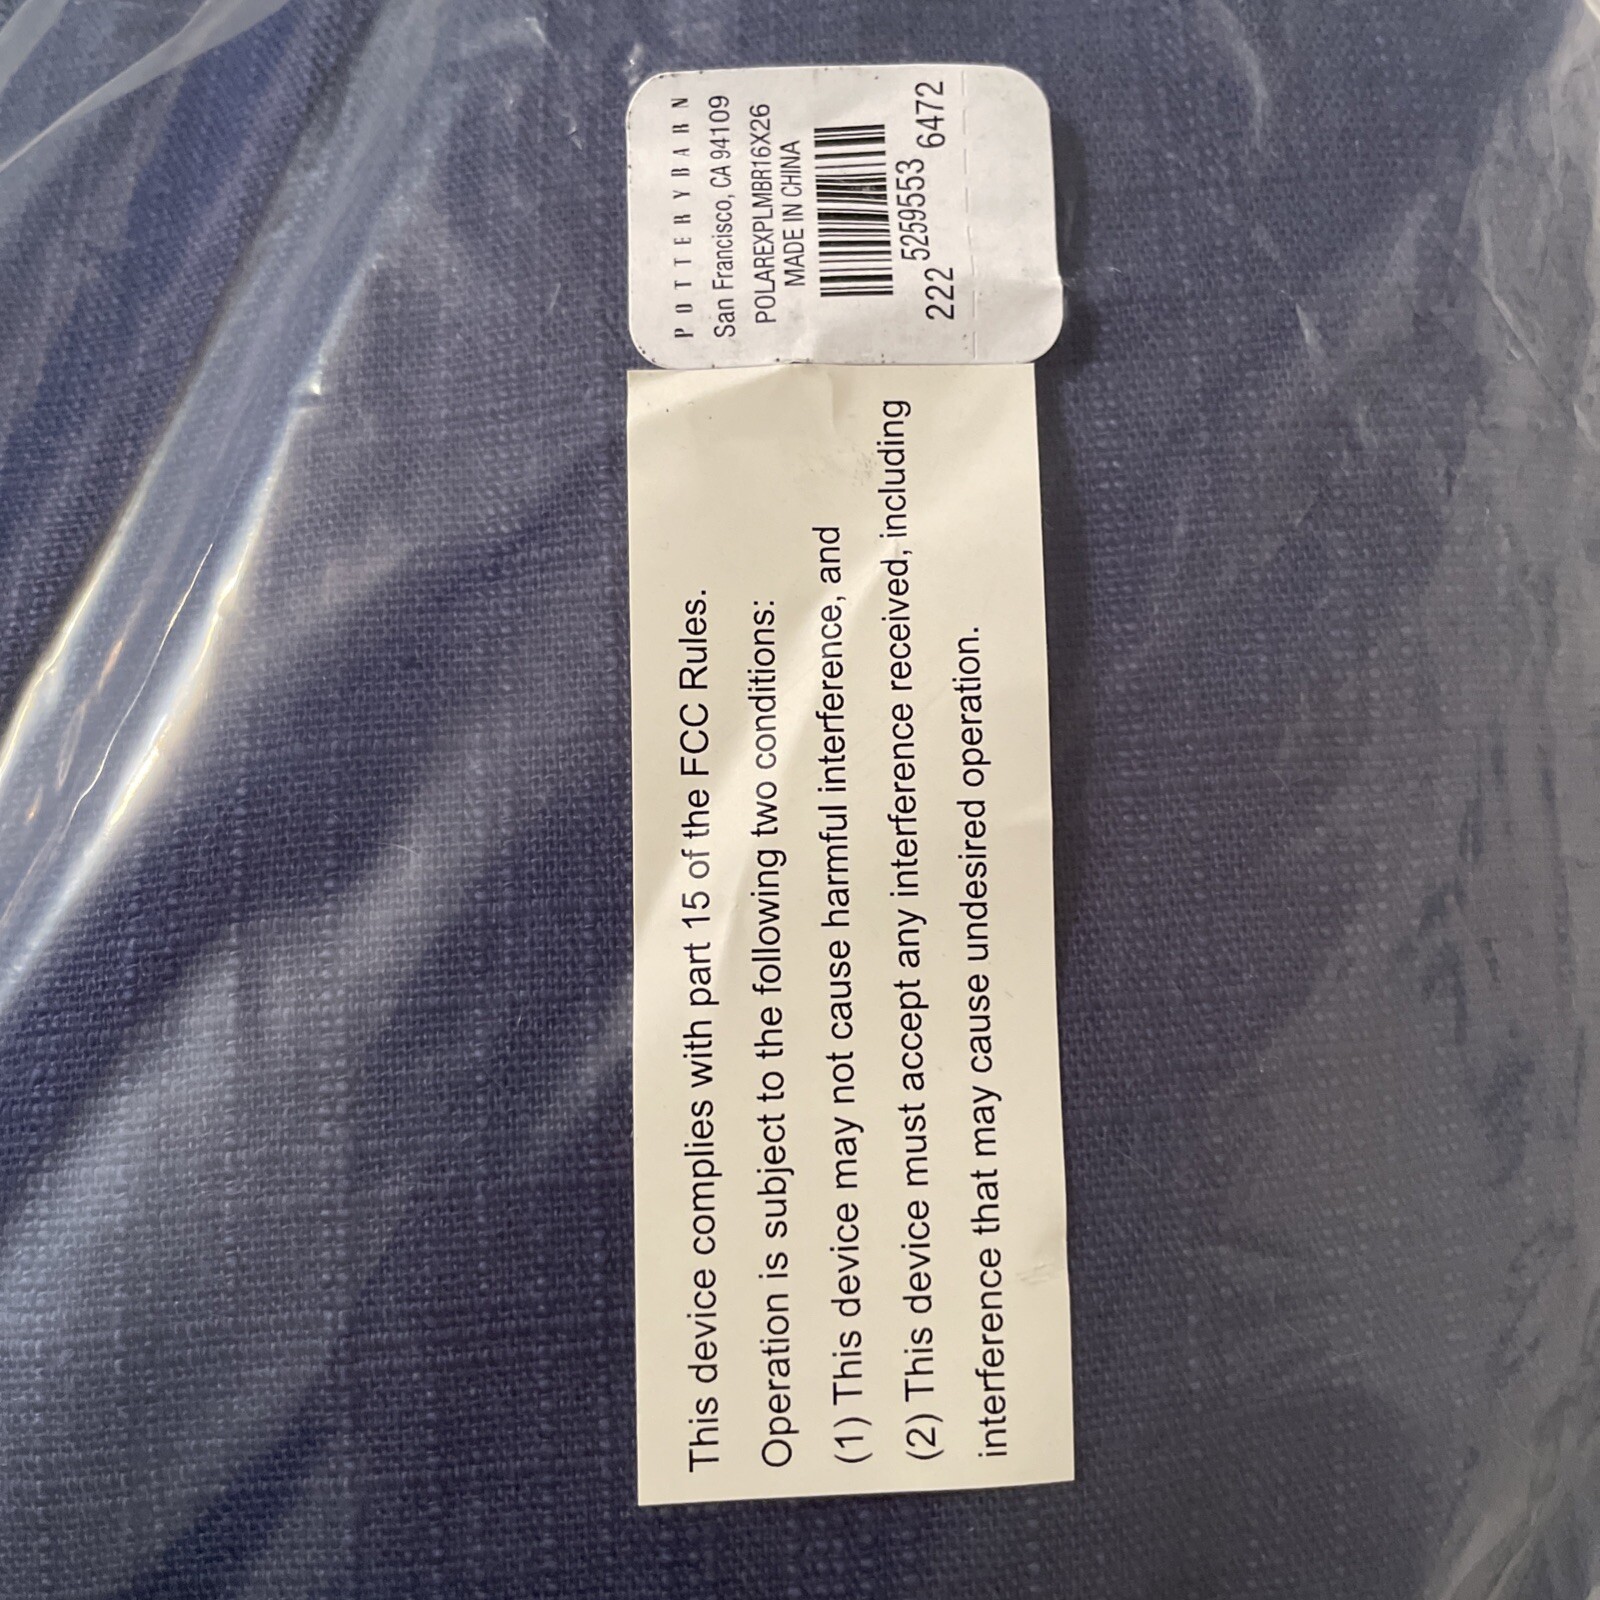 POTTERYBARN
San Francisco, CA 94109
POLAREXPLMBR16X26
MADE IN CHINA
222 5259553 6472
This device complies with part 15 of the FCC Rules.
Operation is subject to the following two conditions:
(1) This device may not cause harmful interference, and
(2) This device must accept any interference received, including
interference that may cause undesired operation.